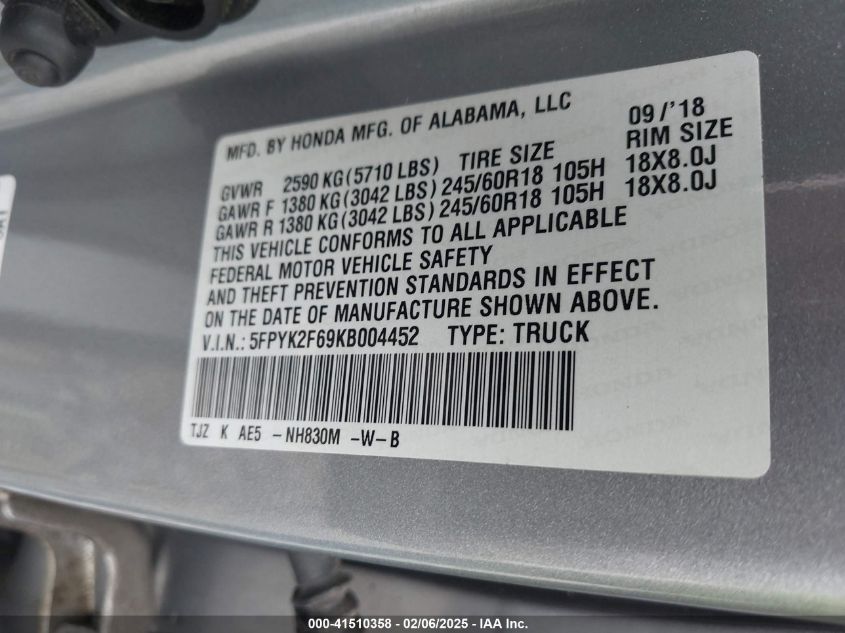 MFD. BY HONDA MFG. OF ALABAMA, LLC 09/'18
GVWR 2590 KG(5710 LBS) TIRE SIZE RIM SIZE
GAWR F 1380 KG(3042 LBS) 245/60R18 105H 18X8.0J
GAWR R 1380 KG(3042 LBS) 245/60R18 105H 18X8.0J
THIS VEHICLE CONFORMS TO ALL APPLICABLE
FEDERAL MOTOR VEHICLE SAFETY
AND THEFT PREVENTION STANDARDS IN EFFECT
ON THE DATE OF MANUFACTURE SHOWN ABOVE.
V.I.N.: 5FPYK2F69KB004452 TYPE: TRUCK
TJZ K AE5 -NH830M -W-B
000-41510358 - 02/06/2025 - IAA Inc.